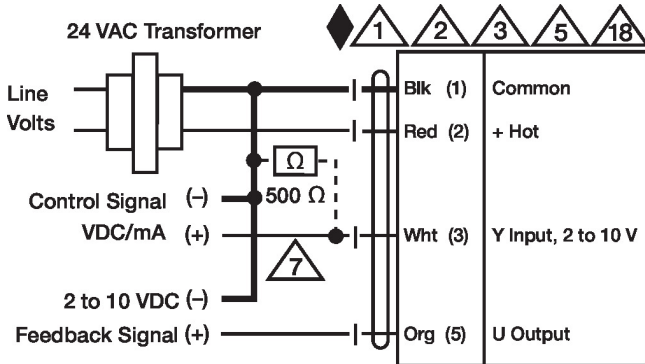 24 VAC Transformer
1 2 3 5 18
Line
Volts
Blk (1) Common
Red (2) + Hot
Ω
500 Ω
Control Signal (–)
VDC/mA (+)
Wht (3) Y Input, 2 to 10 V
7
2 to 10 VDC (–)
Feedback Signal (+)
Org (5) U Output